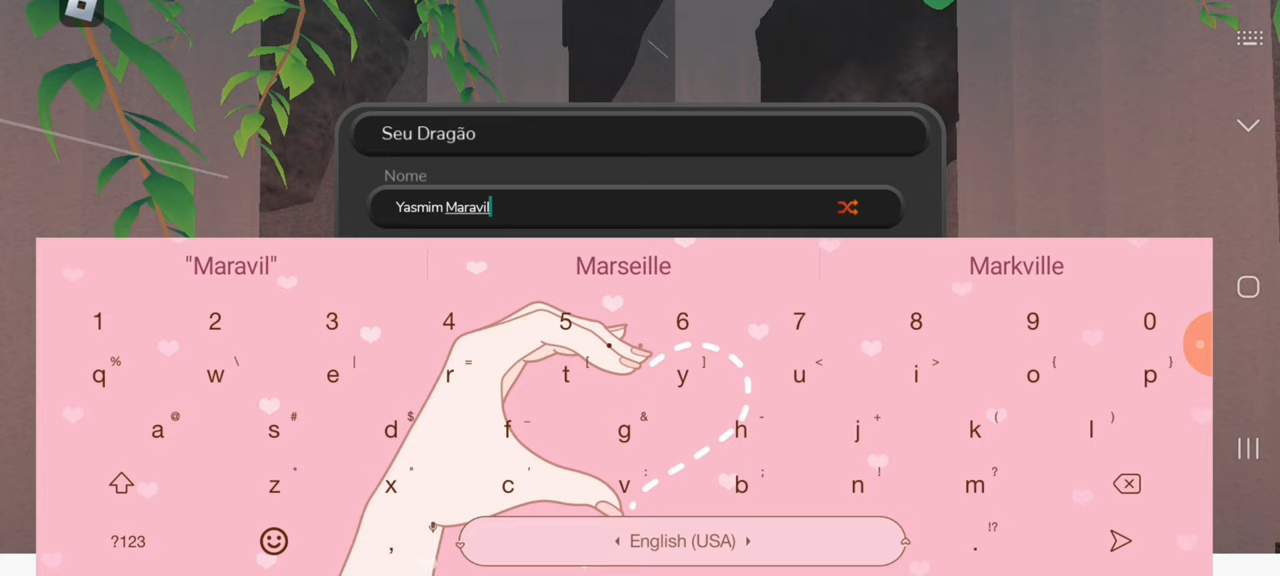 Seu Dragão
Nome
Yasmim Maravil
"Maravil" Marseille Markville
1 2 3 4 5 6 7 8 9 0
% \ | = [ ] < > { }
q w e r t y u i o p
@ # $ _ & - + ( )
a s d f g h j k l
* " ' : ; ! ?
z x c v b n m
!?
?123 , English (USA) .